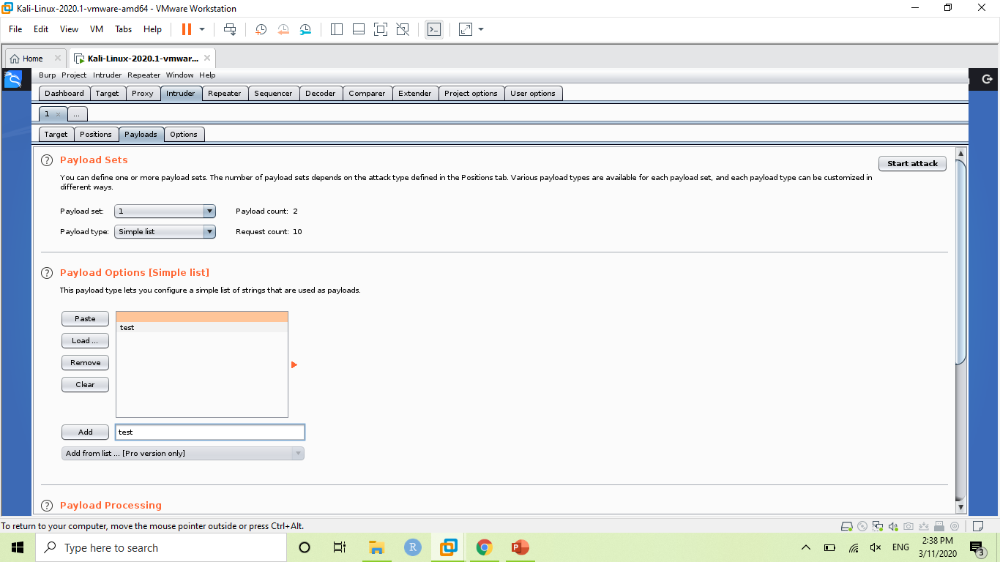 Kali-Linux-2020.1-vmware-amd64 - VMware Workstation
File Edit View VM Tabs Help
Home Kali-Linux-2020.1-vmwar...
Burp Project Intruder Repeater Window Help
Dashboard Target Proxy Intruder Repeater Sequencer Decoder Comparer Extender Project options User options
1 × ...
Target Positions Payloads Options
? Payload Sets
Start attack
You can define one or more payload sets. The number of payload sets depends on the attack type defined in the Positions tab. Various payload types are available for each payload set, and each payload type can be customized in
different ways.
Payload set: 1 Payload count: 2
Payload type: Simple list Request count: 10
? Payload Options [Simple list]
This payload type lets you configure a simple list of strings that are used as payloads.
Paste
test
Load ...
Remove
Clear
Add test
Add from list ... [Pro version only]
? Payload Processing
To return to your computer, move the mouse pointer outside or press Ctrl+Alt.
Type here to search
R
P
ENG
2:38 PM
3/11/2020
3